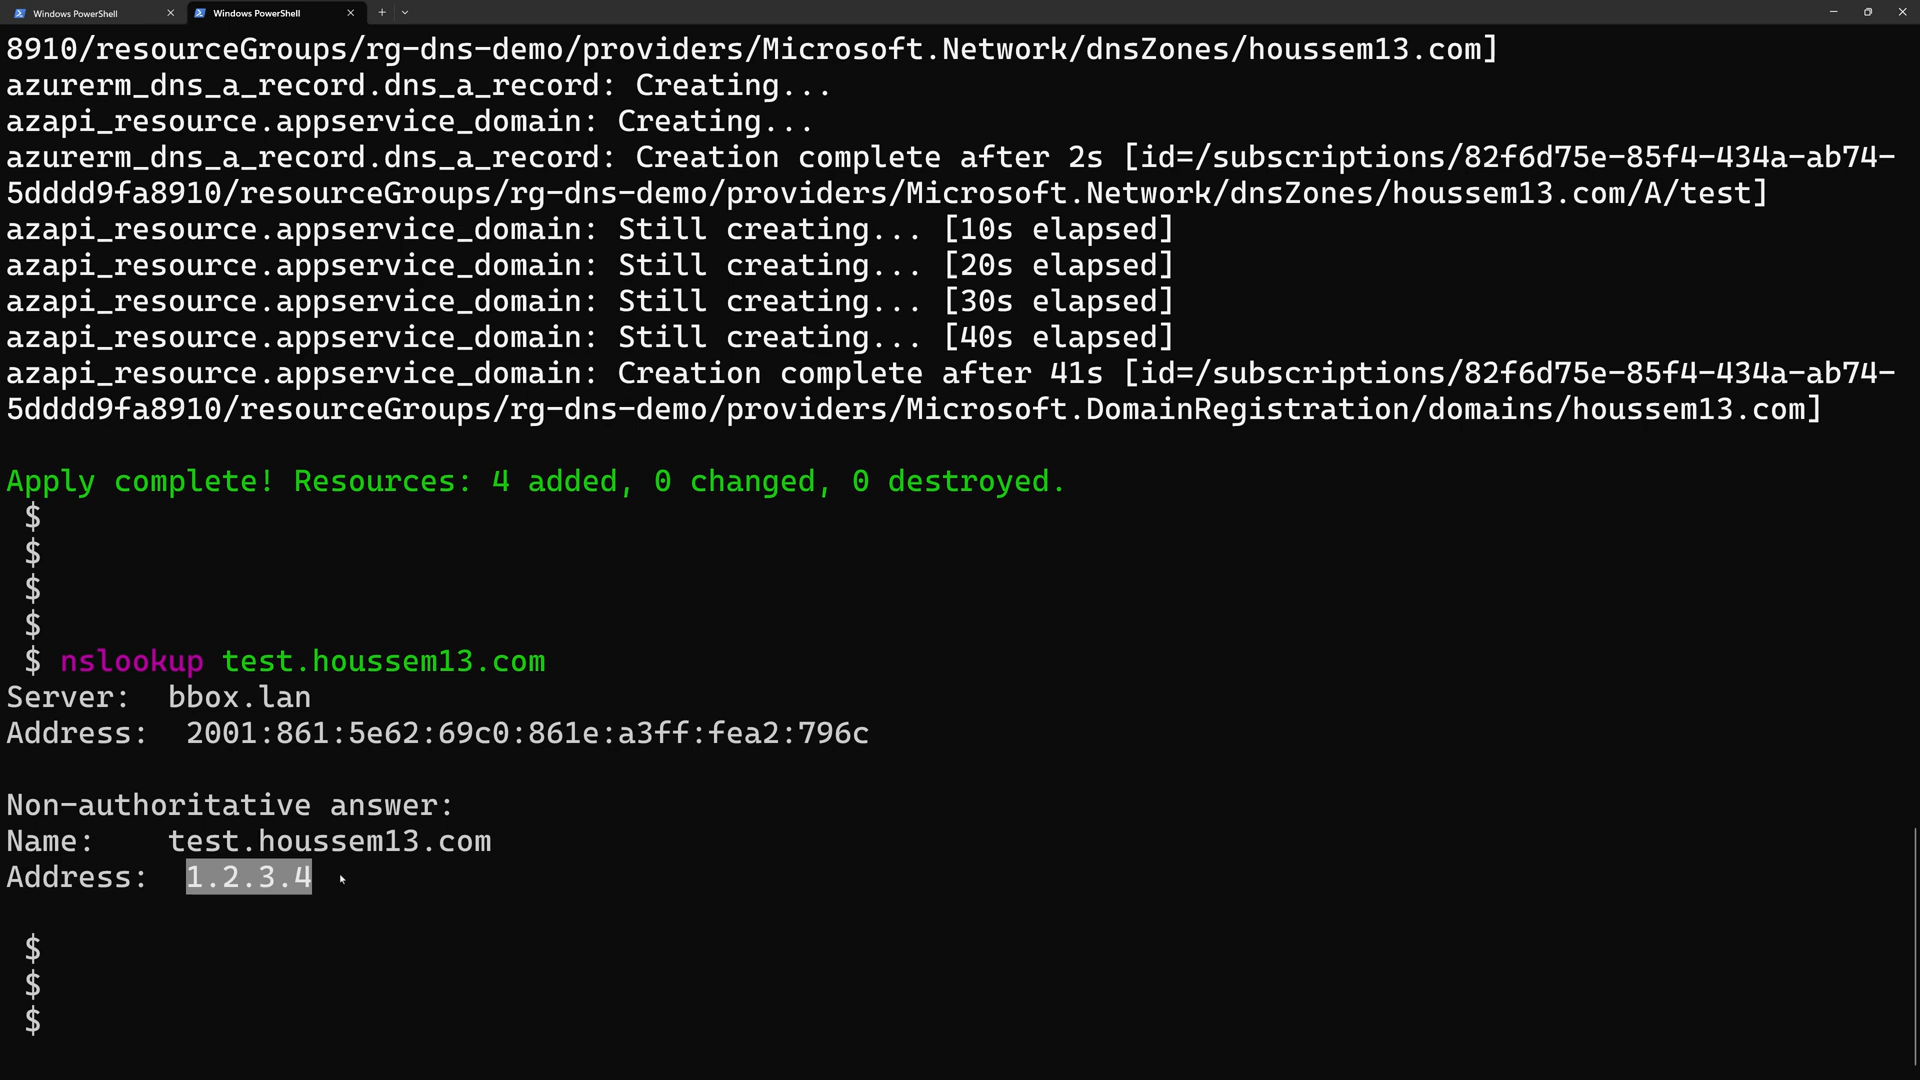 Windows PowerShell
Windows PowerShell
8910/resourceGroups/rg-dns-demo/providers/Microsoft.Network/dnsZones/houssem13.com]
azurerm_dns_a_record.dns_a_record: Creating...
azapi_resource.appservice_domain: Creating...
azurerm_dns_a_record.dns_a_record: Creation complete after 2s [id=/subscriptions/82f6d75e-85f4-434a-ab74-
5dddd9fa8910/resourceGroups/rg-dns-demo/providers/Microsoft.Network/dnsZones/houssem13.com/A/test]
azapi_resource.appservice_domain: Still creating... [10s elapsed]
azapi_resource.appservice_domain: Still creating... [20s elapsed]
azapi_resource.appservice_domain: Still creating... [30s elapsed]
azapi_resource.appservice_domain: Still creating... [40s elapsed]
azapi_resource.appservice_domain: Creation complete after 41s [id=/subscriptions/82f6d75e-85f4-434a-ab74-
5dddd9fa8910/resourceGroups/rg-dns-demo/providers/Microsoft.DomainRegistration/domains/houssem13.com]
Apply complete! Resources: 4 added, 0 changed, 0 destroyed.
$
$
$
$
$ nslookup test.houssem13.com
Server:  bbox.lan
Address:  2001:861:5e62:69c0:861e:a3ff:fea2:796c
Non-authoritative answer:
Name:    test.houssem13.com
Address:  1.2.3.4
$
$
$